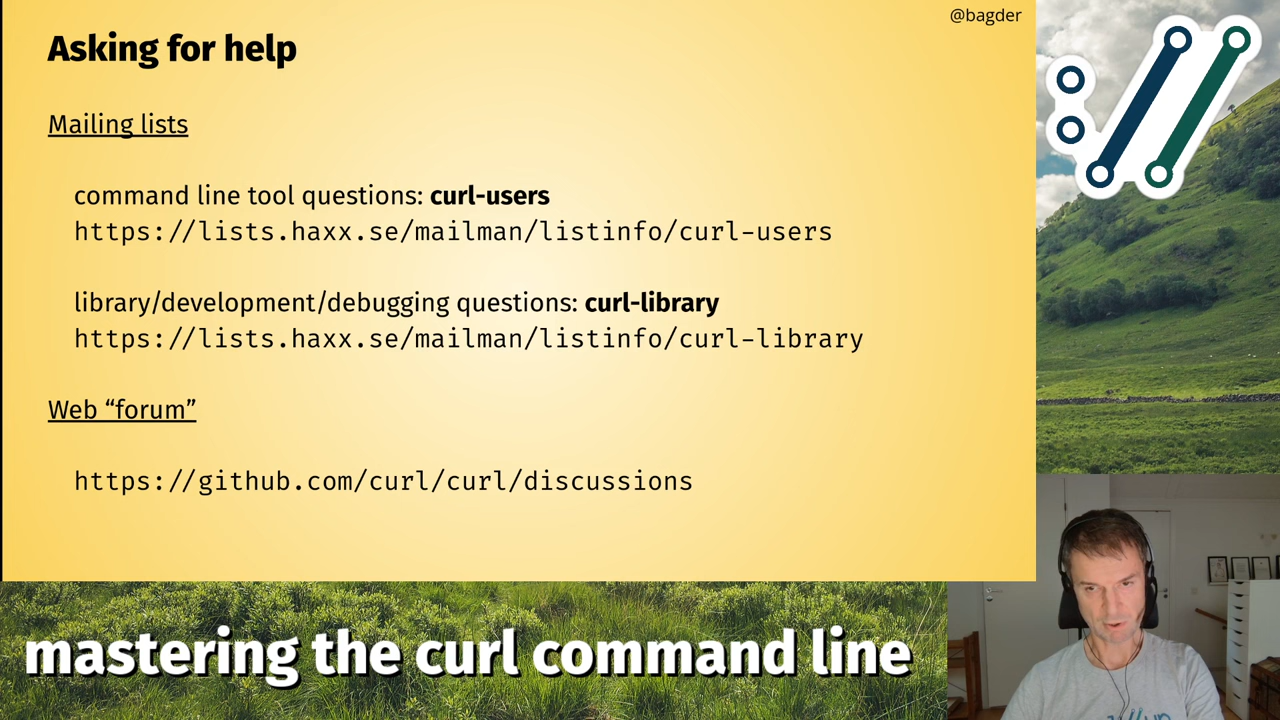 @bagder
Asking for help
Mailing lists
command line tool questions: curl-users
https://lists.haxx.se/mailman/listinfo/curl-users
library/development/debugging questions: curl-library
https://lists.haxx.se/mailman/listinfo/curl-library
Web “forum”
https://github.com/curl/curl/discussions
mastering the curl command line